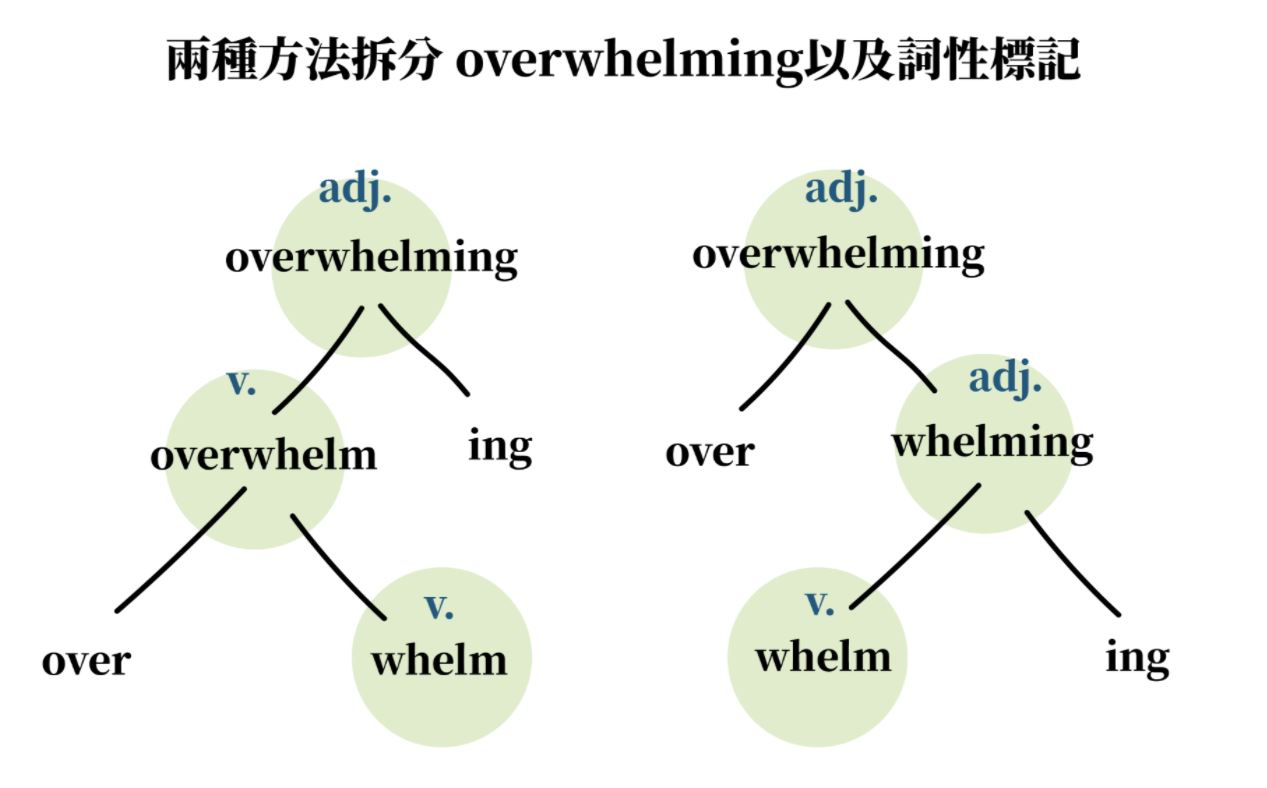 兩種方法拆分 overwhelming以及詞性標記
adj.
overwhelming
v.
overwhelm
ing
over
v.
whelm
adj.
overwhelming
over
adj.
whelming
v.
whelm
ing